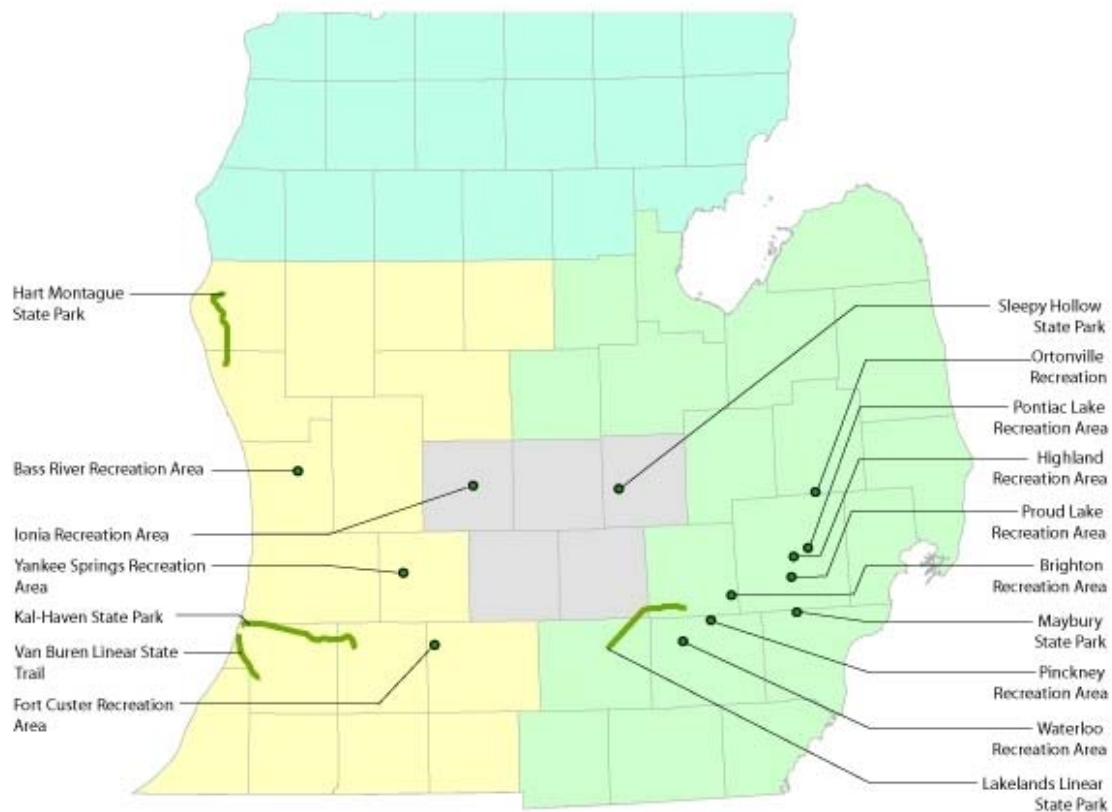 Hart Montague
State Park
Bass River Recreation Area
Ionia Recreation Area
Yankee Springs Recreation
Area
Kal-Haven State Park
Van Buren Linear State
Trail
Fort Custer Recreation
Area
Sleepy Hollow
State Park
Ortonville
Recreation
Pontiac Lake
Recreation Area
Highland
Recreation Area
Proud Lake
Recreation Area
Brighton
Recreation Area
Maybury
State Park
Pinckney
Recreation Area
Waterloo
Recreation Area
Lakelands Linear
State Park